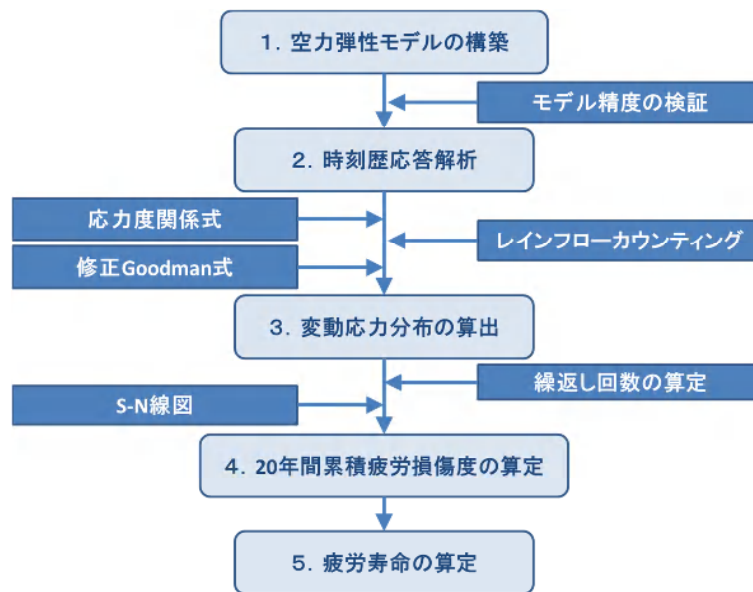 1. 空力弾性モデルの構築
モデル精度の検証
2. 時刻歴応答解析
応力度関係式
レインフローカウンティング
修正Goodman式
3. 変動応力分布の算出
繰返し回数の算定
S-N線図
4. 20年間累積疲労損傷度の算定
5. 疲労寿命の算定